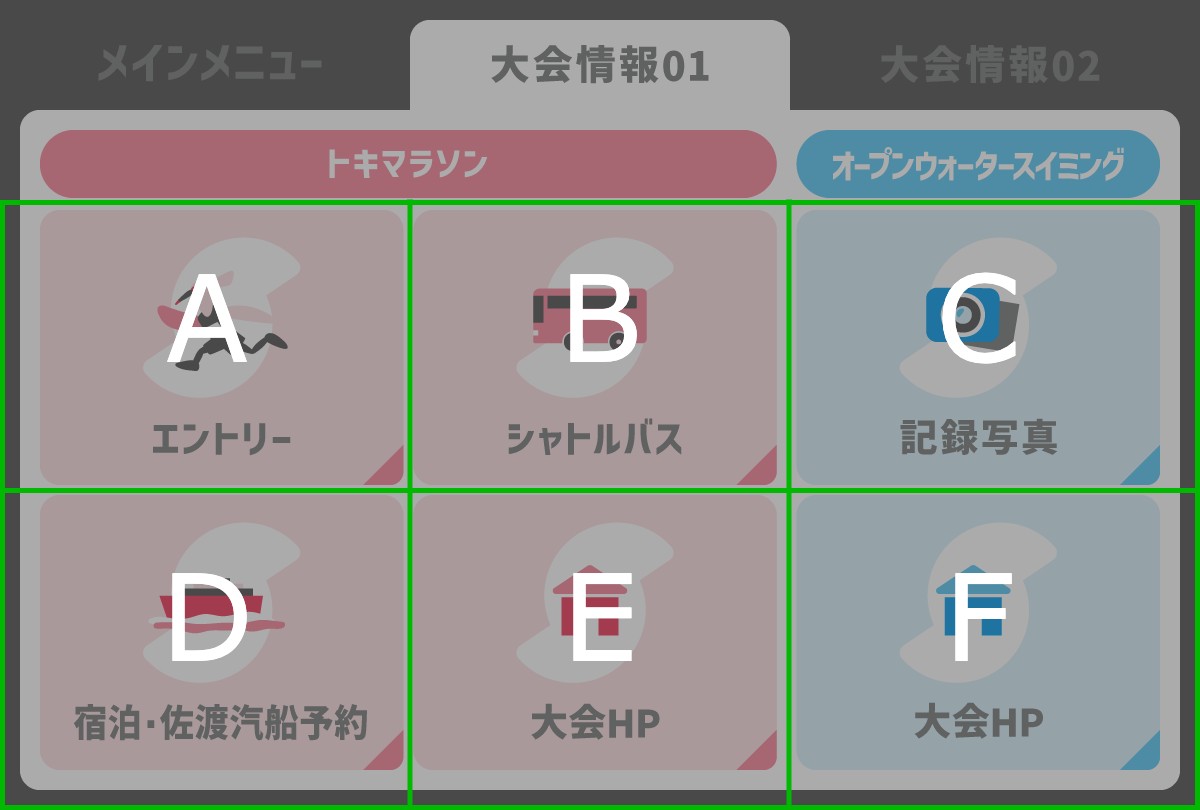 メインメニュー
大会情報01
大会情報02
トキマラソン
オープンウォータースイミング
A
B
C
エントリー
シャトルバス
記録写真
D
E
F
宿泊・佐渡汽船予約
大会HP
大会HP